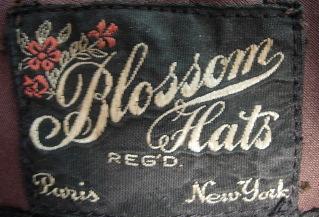 Blossom
Hats
REG'D.
Paris New York